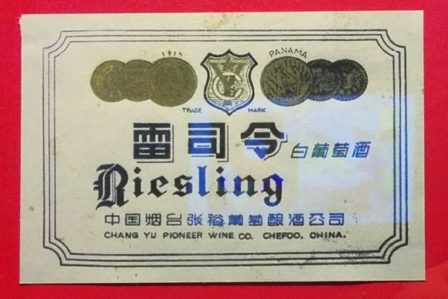 1915
PANAMA
TRADE MARK
雷司令 白葡萄酒
Riesling
中国烟台张裕葡萄酿酒公司
CHANG YU PIONEER WINE CO. CHEFOO, CHINA.